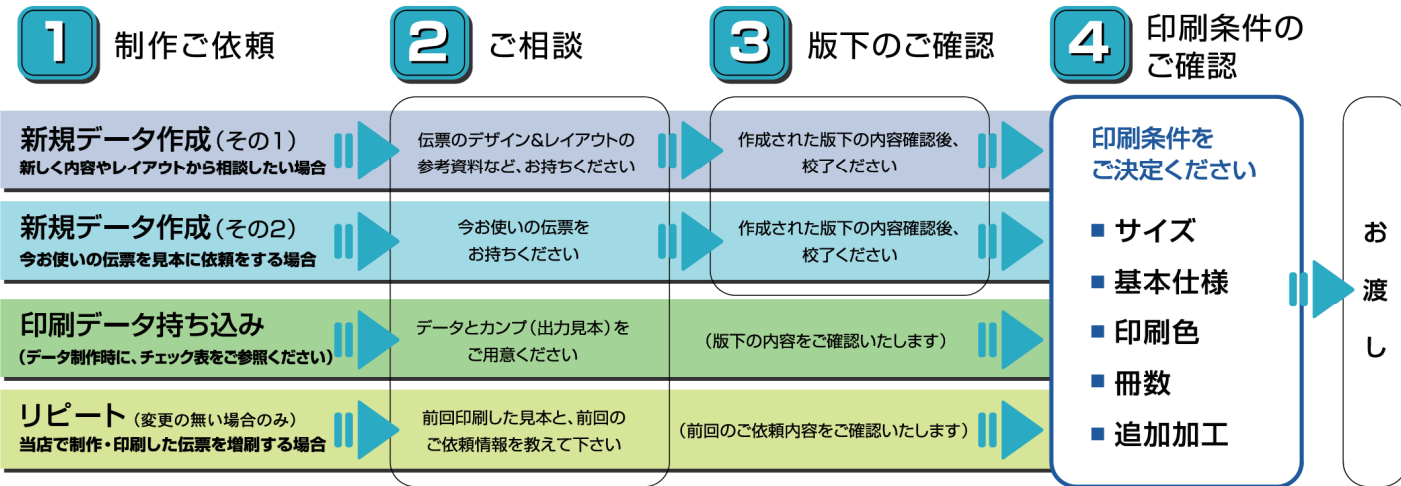 1 制作ご依頼
2 ご相談
3 版下のご確認
4 印刷条件の
ご確認
新規データ作成(その1)
新しく内容やレイアウトから相談したい場合
伝票のデザイン&レイアウトの
参考資料など、お持ちください
作成された版下の内容確認後、
校了ください
新規データ作成(その2)
今お使いの伝票を見本に依頼をする場合
今お使いの伝票を
お持ちください
作成された版下の内容確認後、
校了ください
印刷データ持ち込み
(データ制作時に、チェック表をご参照ください)
データとカンプ(出力見本)を
ご用意ください
(版下の内容をご確認いたします)
リピート(変更の無い場合のみ)
当店で制作・印刷した伝票を増刷する場合
前回印刷した見本と、前回の
ご依頼情報を教えて下さい
(前回のご依頼内容をご確認いたします)
印刷条件を
ご決定ください
■ サイズ
■ 基本仕様
■ 印刷色
■ 冊数
■ 追加加工
お渡し